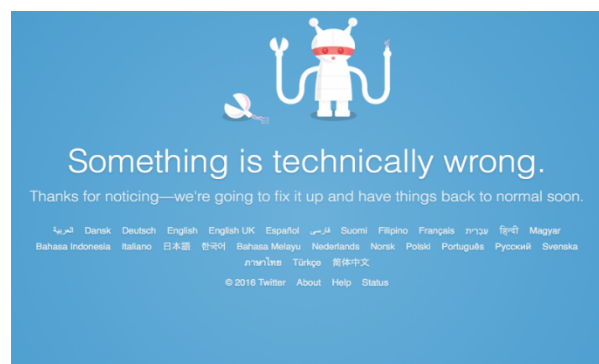 Something is technically wrong.
Thanks for noticing—we're going to fix it up and have things back to normal soon.
العربية Dansk Deutsch English English UK Español فارسی Suomi Filipino Français עברית हिन्दी Magyar
Bahasa Indonesia Italiano 日本語 한국어 Bahasa Melayu Nederlands Norsk Polski Português Русский Svenska
ภาษาไทย Türkçe 简体中文
© 2016 Twitter About Help Status